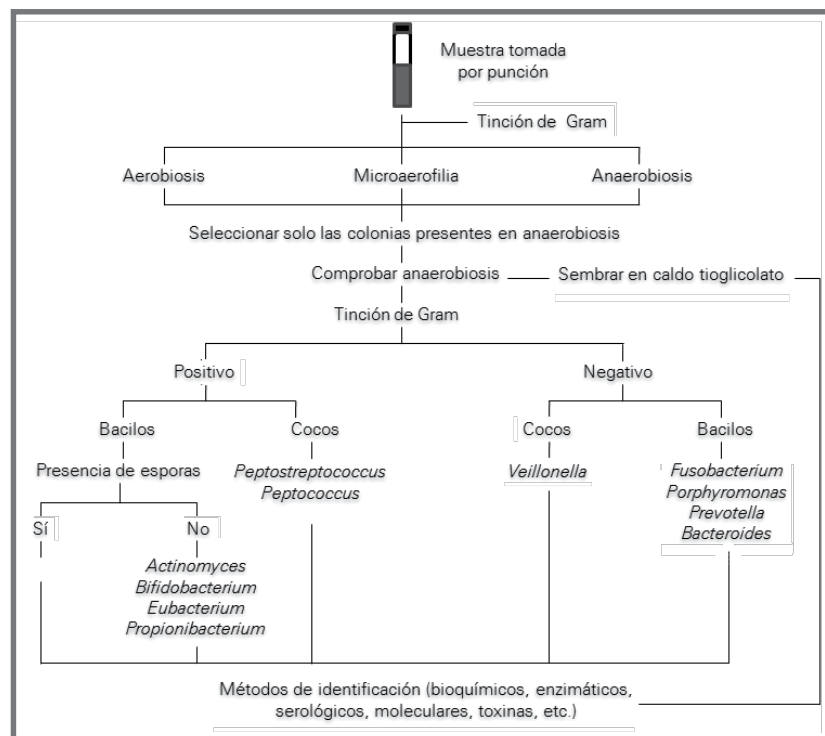 Muestra tomada
por punción
Tinción de Gram
Aerobiosis
Microaerofilia
Anaerobiosis
Seleccionar solo las colonias presentes en anaerobiosis
Comprobar anaerobiosis
Sembrar en caldo tioglicolato
Tinción de Gram
Positivo
Negativo
Bacilos
Cocos
Cocos
Bacilos
Presencia de esporas
Peptostreptococcus
Peptococcus
Veillonella
Fusobacterium
Porphyromonas
Prevotella
Bacteroides
Sí
No
Actinomyces
Bifidobacterium
Eubacterium
Propionibacterium
Métodos de identificación (bioquímicos, enzimáticos,
serológicos, moleculares, toxinas, etc.)